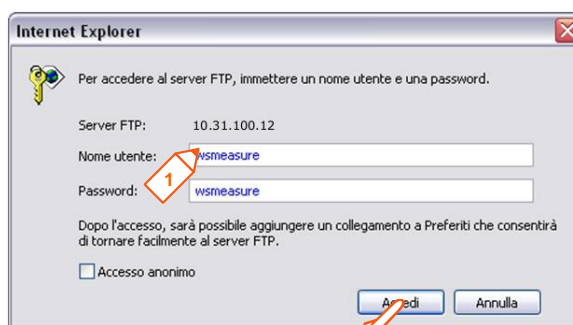 Internet Explorer
Per accedere al server FTP, immettere un nome utente e una password.
Server FTP: 10.31.100.12
Nome utente: wsmeasure
1
Password: wsmeasure
Dopo l'accesso, sarà possibile aggiungere un collegamento a Preferiti che consentirà
di tornare facilmente al server FTP.
Accesso anonimo
Accedi Annulla